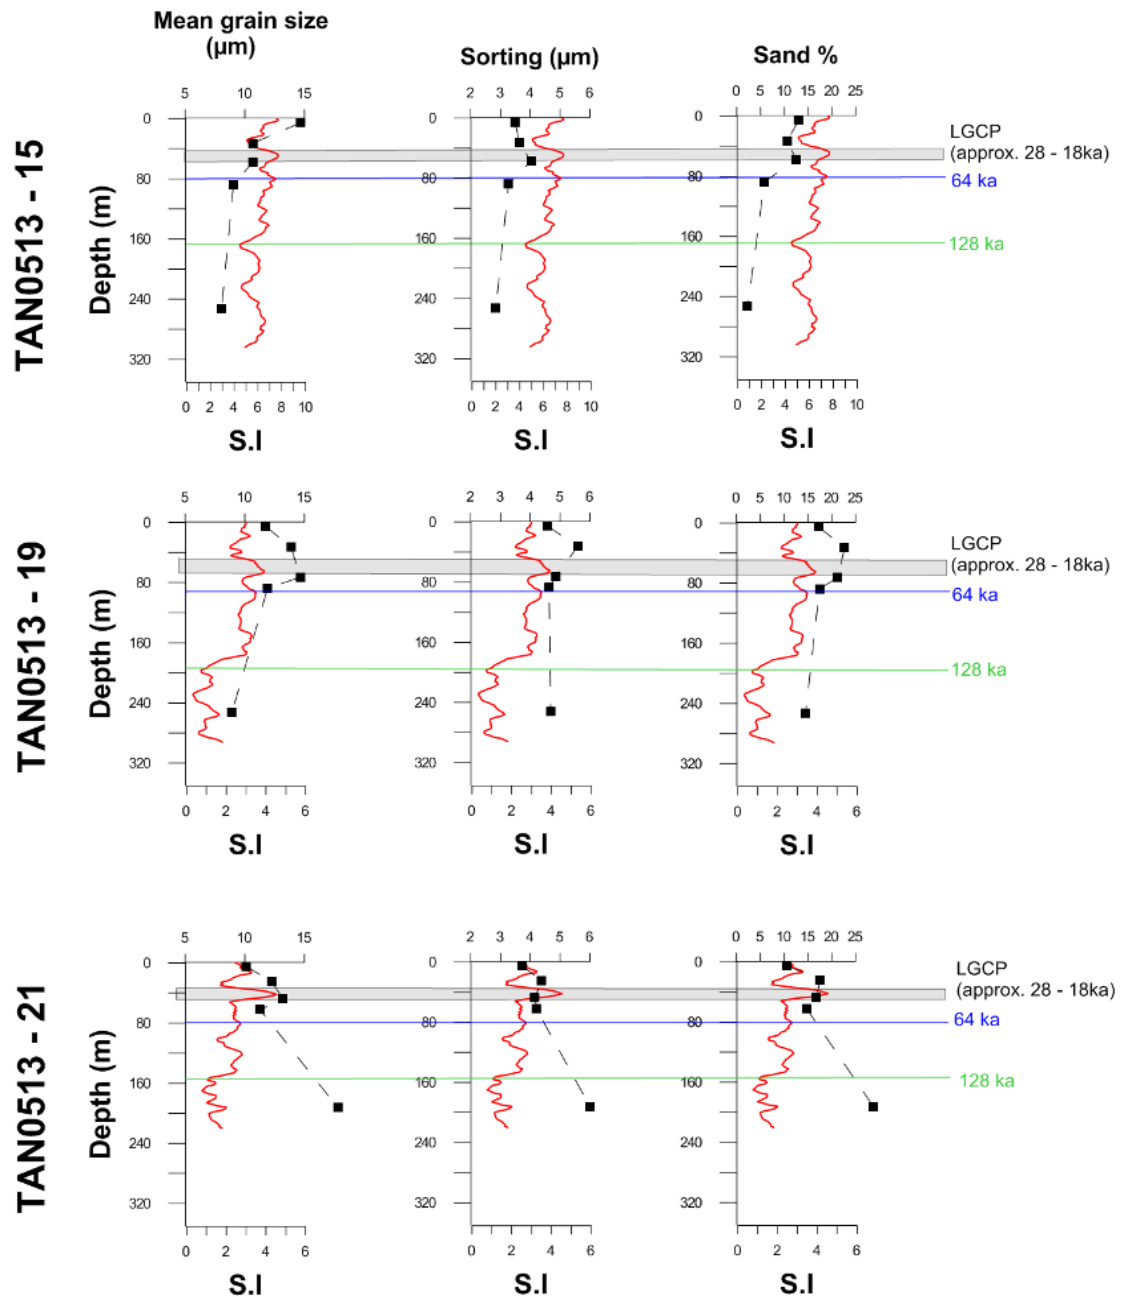 Mean grain size
(µm)
Sorting (µm)
Sand %
TAN0513 - 15
Depth (m)
5 10 15
2 3 4 5 6
0 5 10 15 20 25
0
80
160
240
320
0
80
160
240
320
0
80
160
240
320
LGCP
(approx. 28 - 18ka)
64 ka
128 ka
0 2 4 6 8 10
0 2 4 6 8 10
0 2 4 6 8 10
S.I
S.I
S.I
TAN0513 - 19
Depth (m)
5 10 15
2 3 4 5 6
0 5 10 15 20 25
0
80
160
240
320
0
80
160
240
320
0
80
160
240
320
LGCP
(approx. 28 - 18ka)
64 ka
128 ka
0 2 4 6
0 2 4 6
0 2 4 6
S.I
S.I
S.I
TAN0513 - 21
Depth (m)
5 10 15
2 3 4 5 6
0 5 10 15 20 25
0
80
160
240
320
0
80
160
240
320
0
80
160
240
320
LGCP
(approx. 28 - 18ka)
64 ka
128 ka
0 2 4 6
0 2 4 6
0 2 4 6
S.I
S.I
S.I